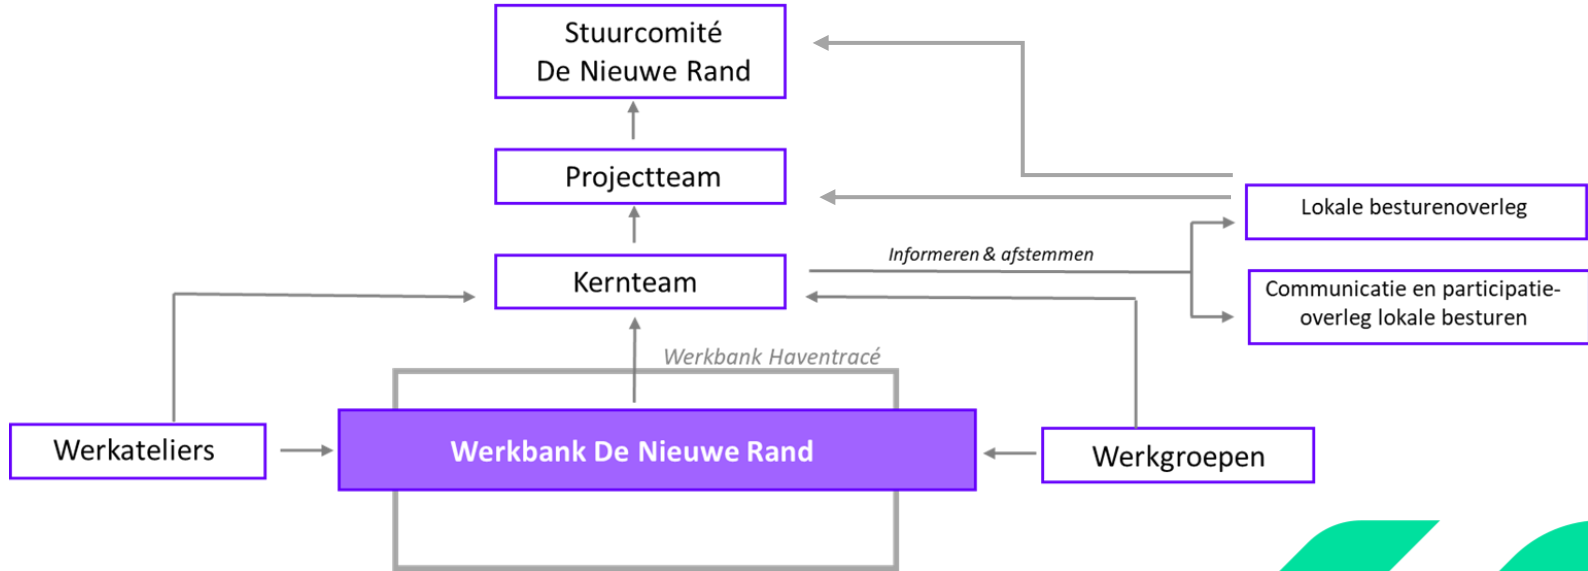 Stuurcomité
De Nieuwe Rand
Projectteam
Lokale besturenoverleg
Informeren & afstemmen
Kernteam
Communicatie en participatie-
overleg lokale besturen
Werkbank Haventracé
Werkateliers
Werkbank De Nieuwe Rand
Werkgroepen